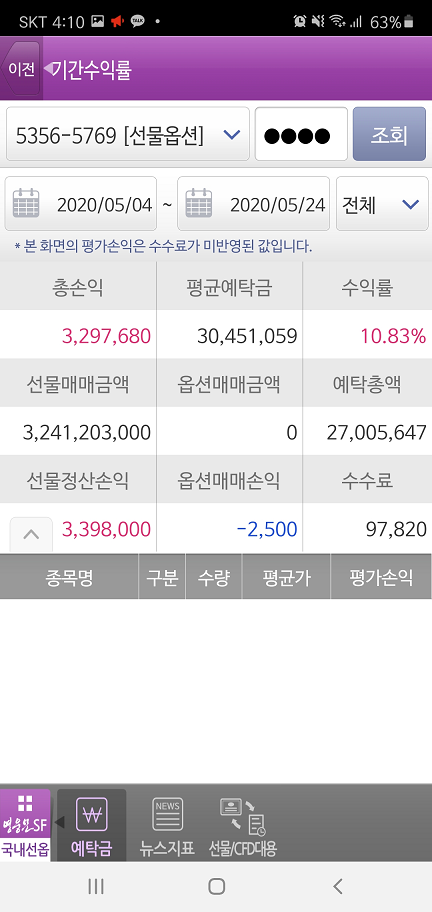 SKT 4:10 TALK 63%
이전 기간수익률
5356-5769 [선물옵션] ●●●● 조회
2020/05/04 ~ 2020/05/24 전체
* 본 화면의 평가손익은 수수료가 미반영된 값입니다.
총손익 평균예탁금 수익률
3,297,680 30,451,059 10.83%
선물매매금액 옵션매매금액 예탁총액
3,241,203,000 0 27,005,647
선물정산손익 옵션매매손익 수수료
3,398,000 -2,500 97,820
종목명 구분 수량 평균가 평가손익
NEWS
영웅문SF
국내선옵 예탁금 뉴스지표 선물/CFD대용